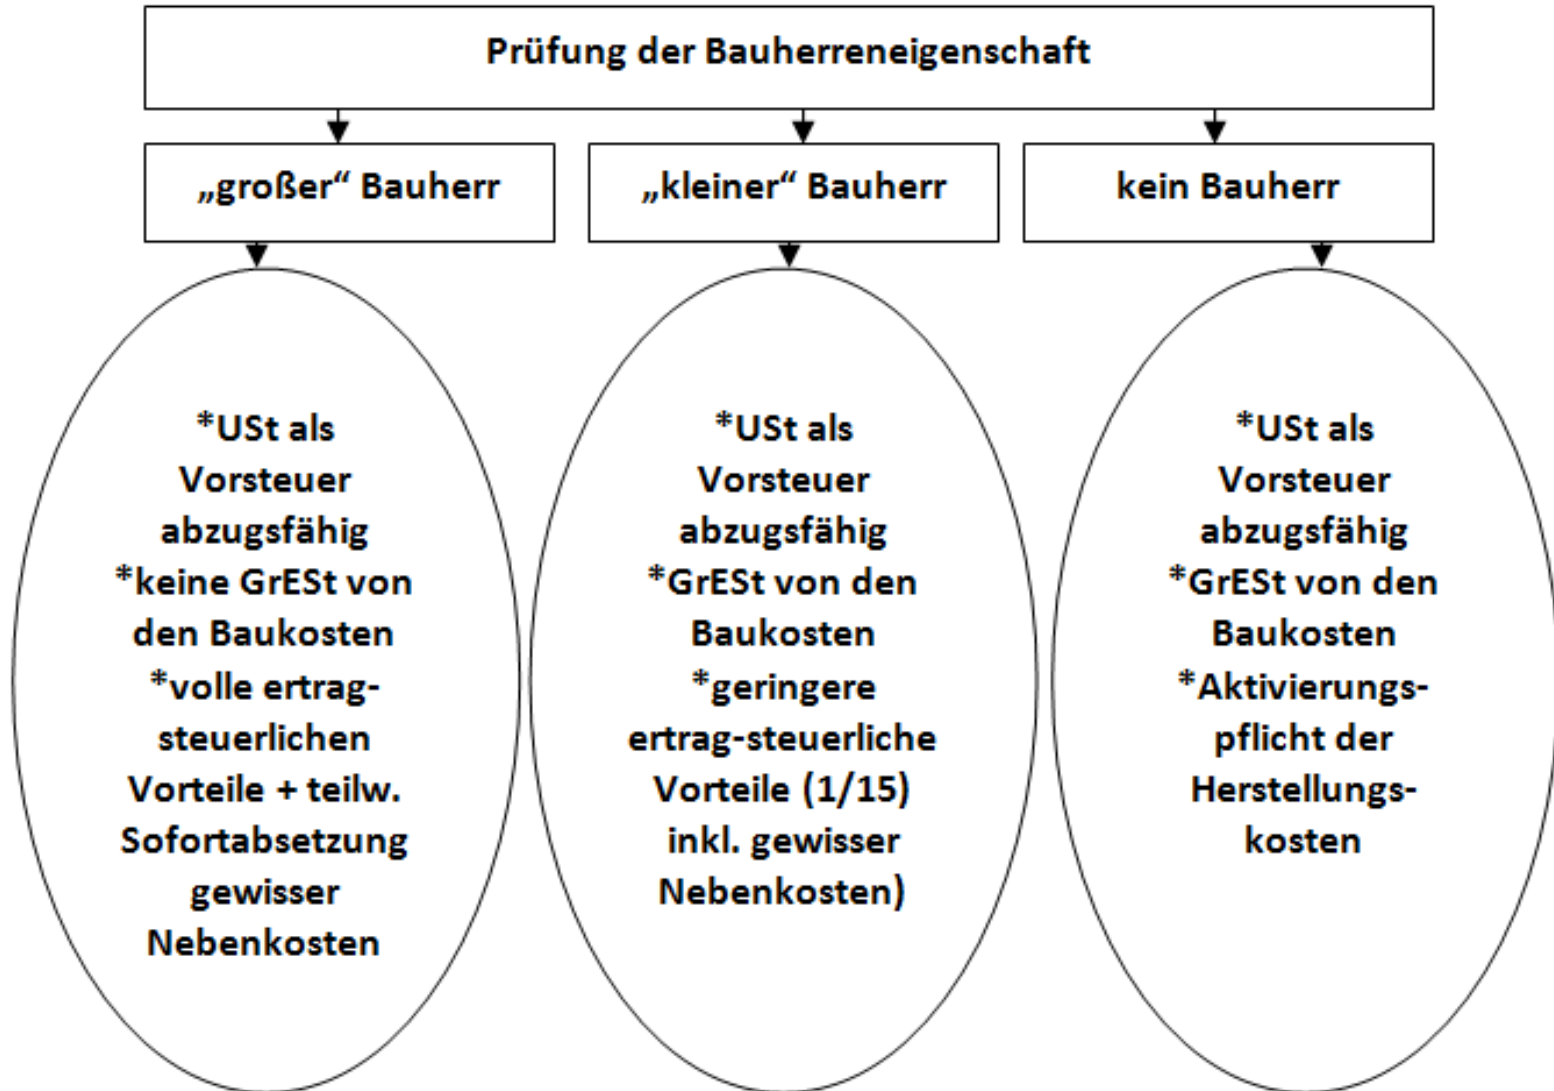 Prüfung der Bauherreneigenschaft
„großer“ Bauherr
„kleiner“ Bauherr
kein Bauherr
*USt als
Vorsteuer
abzugsfähig
*keine GrESt von
den Baukosten
*volle ertrag-
steuerlichen
Vorteile + teilw.
Sofortabsetzung
gewisser
Nebenkosten
*USt als
Vorsteuer
abzugsfähig
*GrESt von den
Baukosten
*geringere
ertrag-steuerliche
Vorteile (1/15)
inkl. gewisser
Nebenkosten)
*USt als
Vorsteuer
abzugsfähig
*GrESt von den
Baukosten
*Aktivierungs-
pflicht der
Herstellungs-
kosten